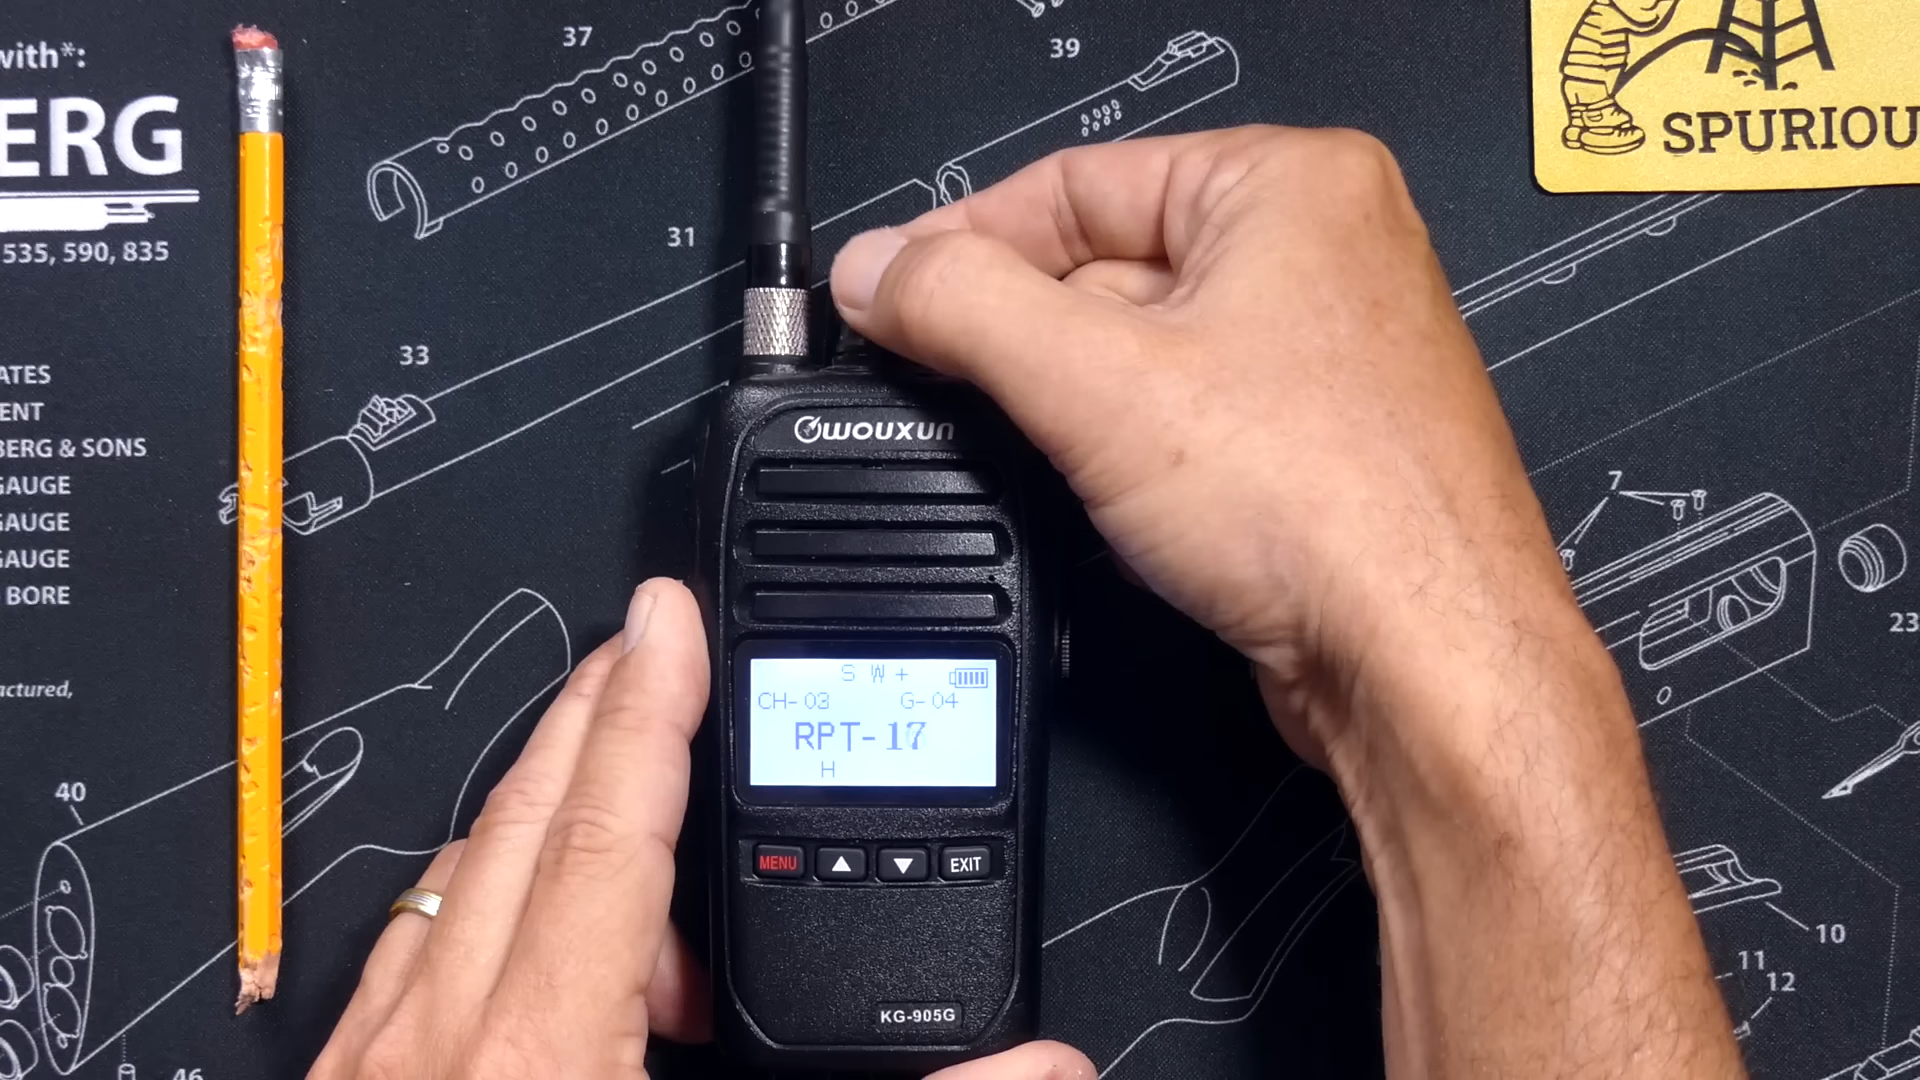 with*:
ERG
535, 590, 835
ATES
ENT
BERG & SONS
GAUGE
GAUGE
GAUGE
BORE
actured,
37
39
31
33
7
23
40
10
11
12
46
SPURIOU
WOUXUN
S W +
CH-03 G-04
RPT-17
H
MENU ▲ ▼ EXIT
KG-905G